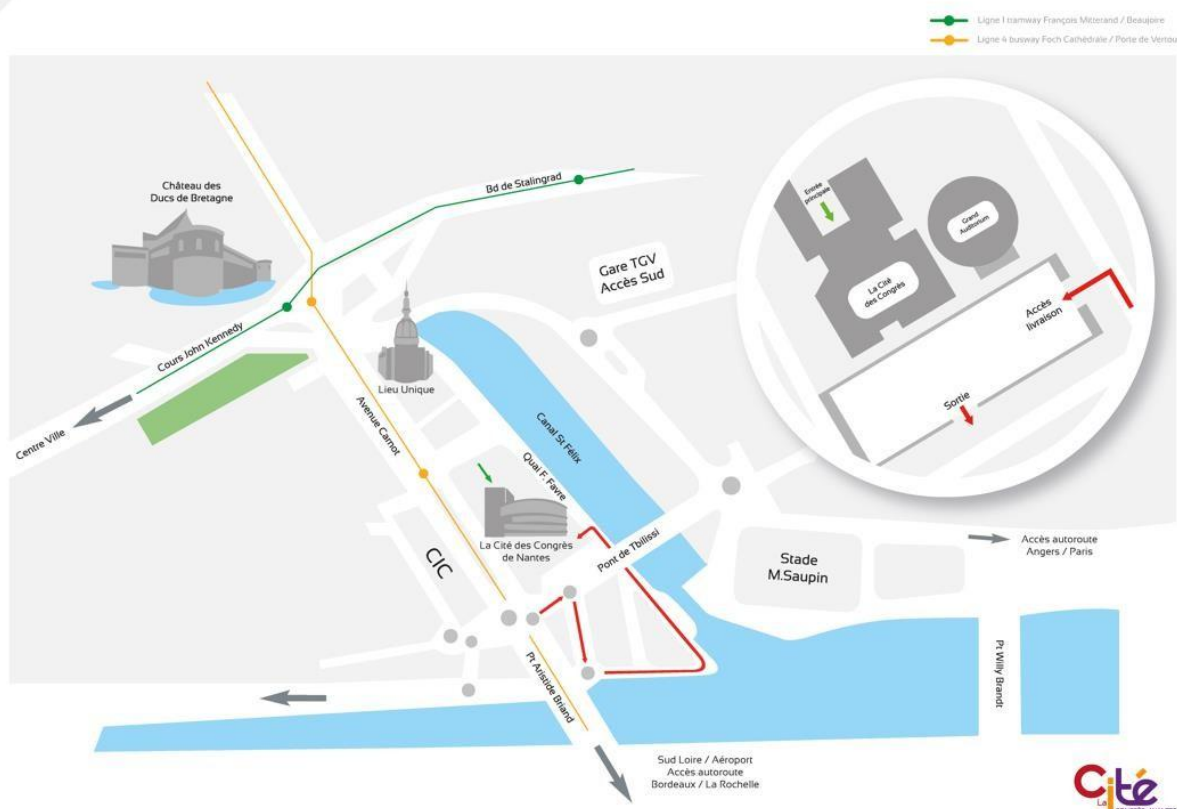 Ligne 1 tramway François Mitterand / Beaujoire
Ligne 4 busway Foch Cathédrale / Porte de Vertou
Château des
Ducs de Bretagne
Bd de Stalingrad
Gare TGV
Accès Sud
Entrée
principale
Grand
Auditorium
La Cité
des Congrès
Accès
livraison
Sortie
Cours John Kennedy
Centre Ville
Lieu Unique
Avenue Carnot
Canal St Félix
Quai F. Favre
La Cité des Congrès
de Nantes
CIC
Pont de Tbilissi
Stade
M.Saupin
Accès autoroute
Angers / Paris
Pt Aristide Briand
Pt Willy Brandt
Sud Loire / Aéroport
Accès autoroute
Bordeaux / La Rochelle
La Cité